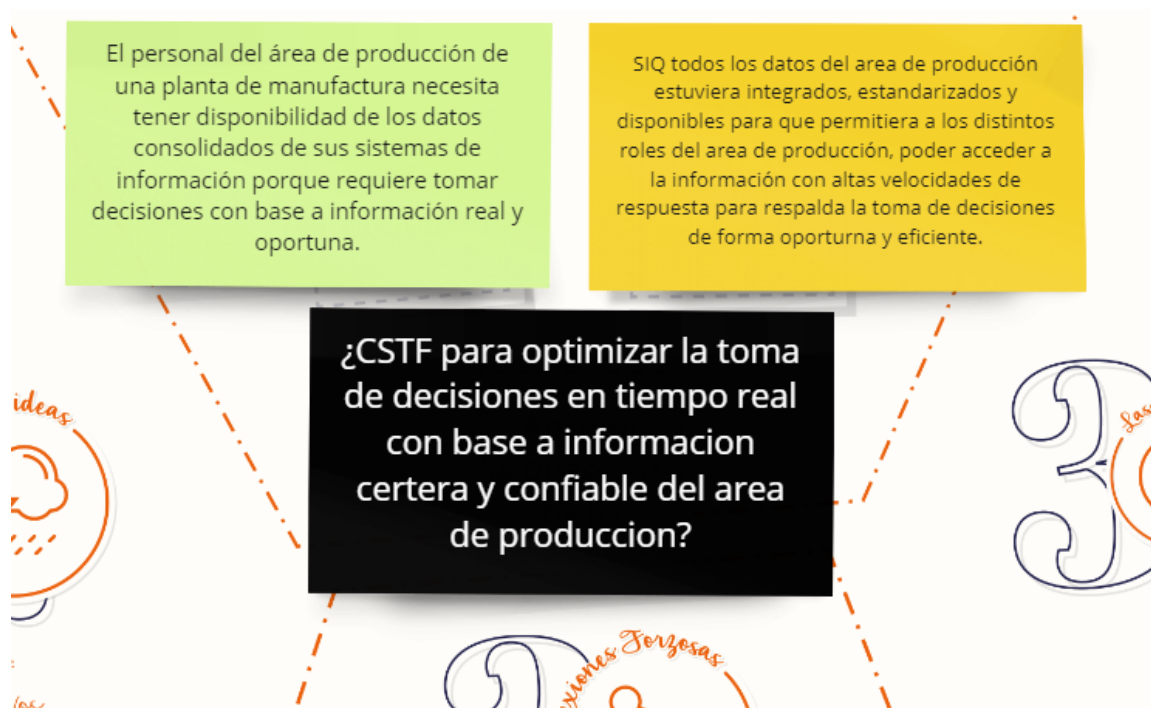 El personal del área de producción de
una planta de manufactura necesita
tener disponibilidad de los datos
consolidados de sus sistemas de
información porque requiere tomar
decisiones con base a información real y
oportuna.
SIQ todos los datos del area de producción
estuviera integrados, estandarizados y
disponibles para que permitiera a los distintos
roles del area de producción, poder acceder a
la información con altas velocidades de
respuesta para respalda la toma de decisiones
de forma oporturna y eficiente.
¿CSTF para optimizar la toma
de decisiones en tiempo real
con base a informacion
certera y confiable del area
de produccion?
ideas
3
Forzosas